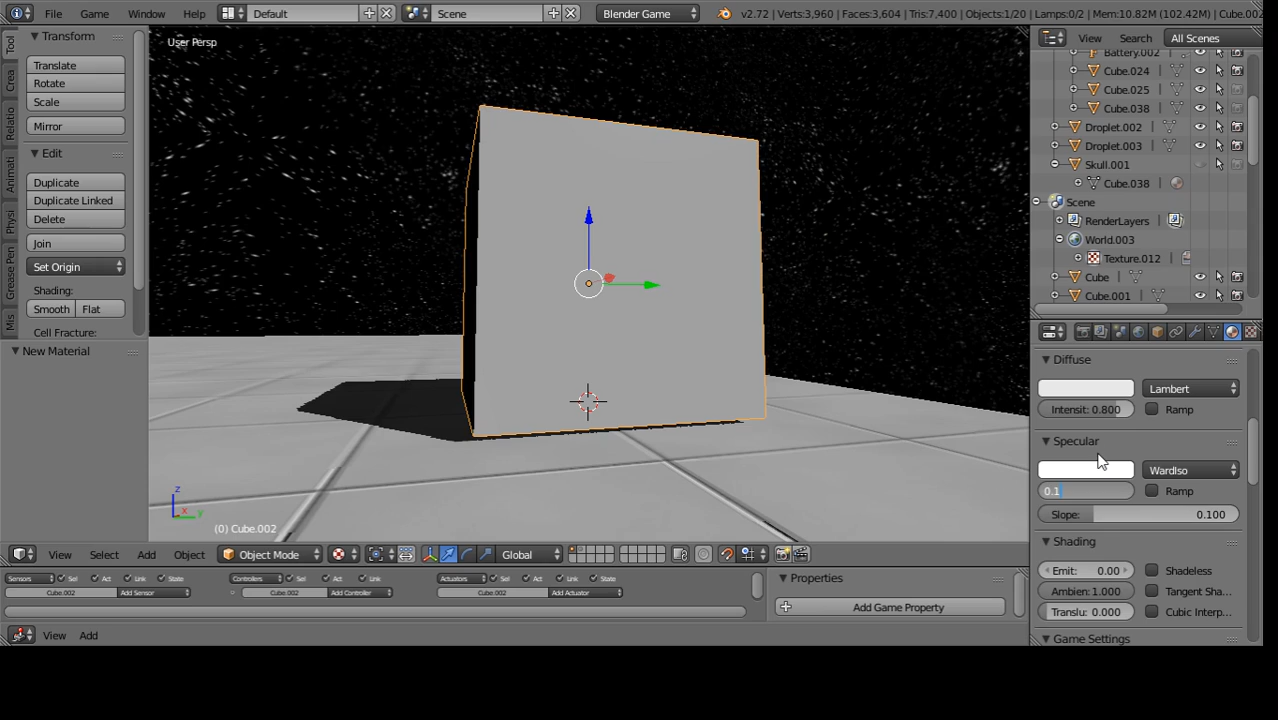 File Game Window Help Default Scene Blender Game v2.72 | Verts:3,960 | Faces:3,604 | Tris:7,400 | Objects:1/20 | Lamps:0/2 | Mem:10.82M (102.42M) | Cube.002
Tool
Crea
Relatio
Animati
Physi
Grease Pen
Mis
Transform
Translate
Rotate
Scale
Mirror
Edit
Duplicate
Duplicate Linked
Delete
Join
Set Origin
Shading:
Smooth Flat
Cell Fracture:
New Material
User Persp
z
x y
(0) Cube.002
View Select Add Object Object Mode Global
Sensors Sel Act Link State Controllers Sel Act Link Actuators Sel Act Link State
Cube.002 Add Sensor Cube.002 Add Controller Cube.002 Add Actuator
Properties
Add Game Property
View Add
View Search All Scenes
Battery.002
Cube.024
Cube.025
Cube.038
Droplet.002
Droplet.003
Skull.001
Cube.038
Scene
RenderLayers
World.003
Texture.012
Cube
Cube.001
Diffuse
Lambert
Intensit: 0.800 Ramp
Specular
WardIso
0.1 Ramp
Slope: 0.100
Shading
Emit: 0.00 Shadeless
Ambien: 1.000 Tangent Sha...
Translu: 0.000 Cubic Interp...
Game Settings